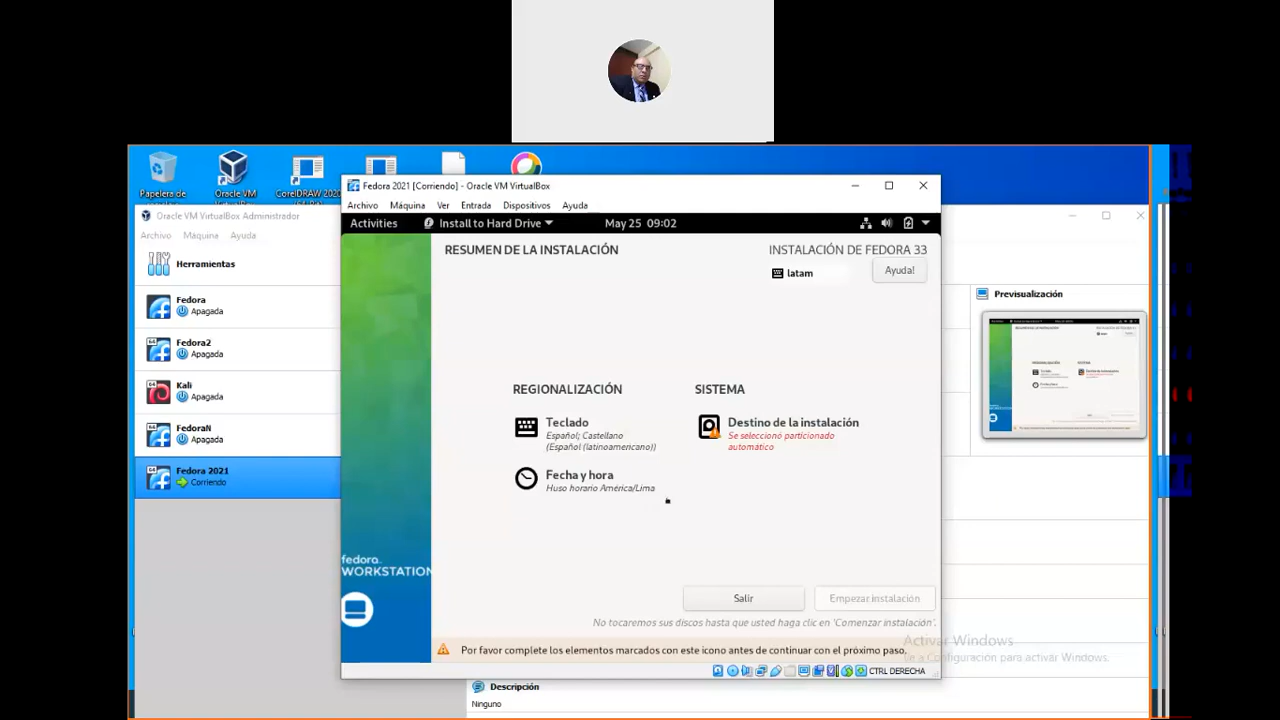 Papelera de
Oracle VM
CorelDRAW 2020
Fedora 2021 [Corriendo] - Oracle VM VirtualBox
Archivo Máquina Ver Entrada Dispositivos Ayuda
Oracle VM VirtualBox Administrador
Archivo Máquina Ayuda
Herramientas
Fedora
Apagada
Fedora2
Apagada
Kali
Apagada
FedoraN
Apagada
Fedora 2021
Corriendo
Activities Install to Hard Drive May 25 09:02
RESUMEN DE LA INSTALACIÓN
INSTALACIÓN DE FEDORA 33
latam
Ayuda!
REGIONALIZACIÓN
Teclado
Español; Castellano
(Español (latinoamericano))
Fecha y hora
Huso horario América/Lima
SISTEMA
Destino de la instalación
Se seleccionó particionado
automático
fedora
WORKSTATION
Salir
Empezar instalación
No tocaremos sus discos hasta que usted haga clic en 'Comenzar instalación'.
Por favor complete los elementos marcados con este icono antes de continuar con el próximo paso.
CTRL DERECHA
Previsualización
Activar Windows
Ve a Configuración para activar Windows.
Descripción
Ninguno